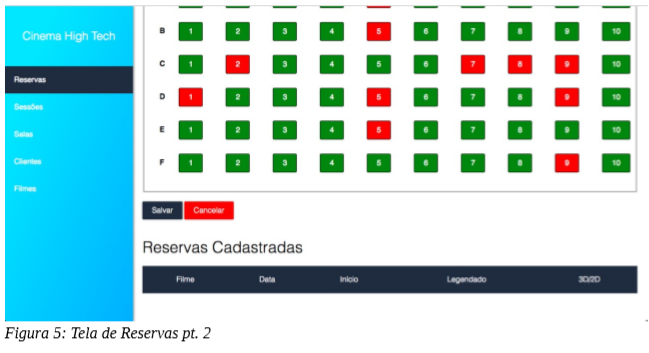 Cinema High Tech
Reservas
Sessões
Salas
Clientes
Filmes
B 1 2 3 4 5 6 7 8 9 10
C 1 2 3 4 5 6 7 8 9 10
D 1 2 3 4 5 6 7 8 9 10
E 1 2 3 4 5 6 7 8 9 10
F 1 2 3 4 5 6 7 8 9 10
Salvar Cancelar
Reservas Cadastradas
Filme Data Início Legendado 3D/2D
Figura 5: Tela de Reservas pt. 2